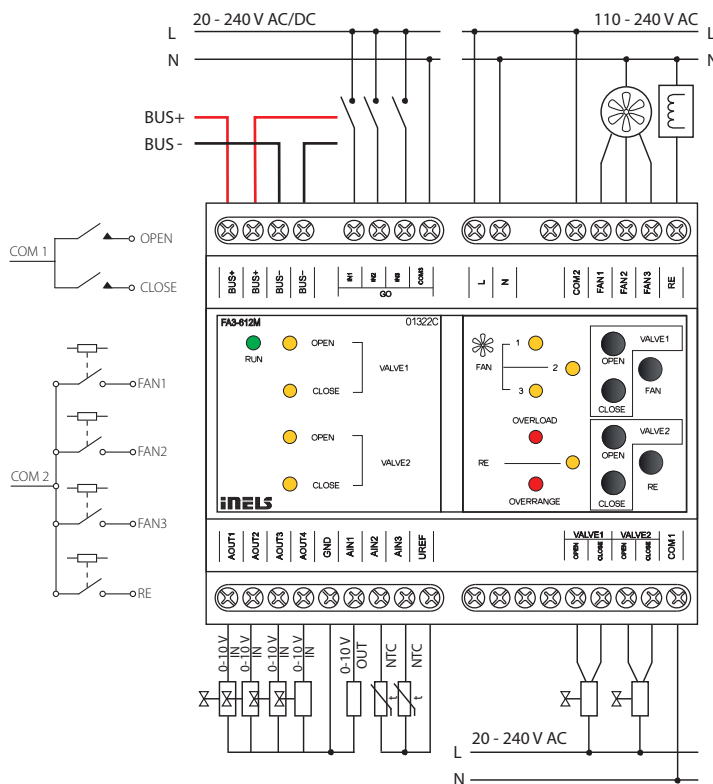 20 - 240 V AC/DC
110 - 240 V AC
L
L
N
N
BUS+
BUS -
COM 1
OPEN
CLOSE
BUS+
BUS+
BUS-
BUS-
IN1
IN2
IN3
COM3
GO
L
N
COM2
FAN1
FAN2
FAN3
RE
FA3-612M
01322C
RUN
OPEN
CLOSE
VALVE1
OPEN
CLOSE
VALVE2
FAN
1
2
3
OVERLOAD
RE
OVERRANGE
VALVE1
OPEN
CLOSE
FAN
VALVE2
OPEN
CLOSE
RE
iNELS
COM 2
FAN1
FAN2
FAN3
RE
AOUT1
AOUT2
AOUT3
AOUT4
GND
AIN1
AIN2
AIN3
UREF
VALVE1
VALVE2
OPEN
CLOSE
OPEN
CLOSE
COM1
0-10 V
IN
0-10 V
IN
0-10 V
IN
0-10 V
IN
0-10 V
OUT
NTC
NTC
t
t
20 - 240 V AC
L
N